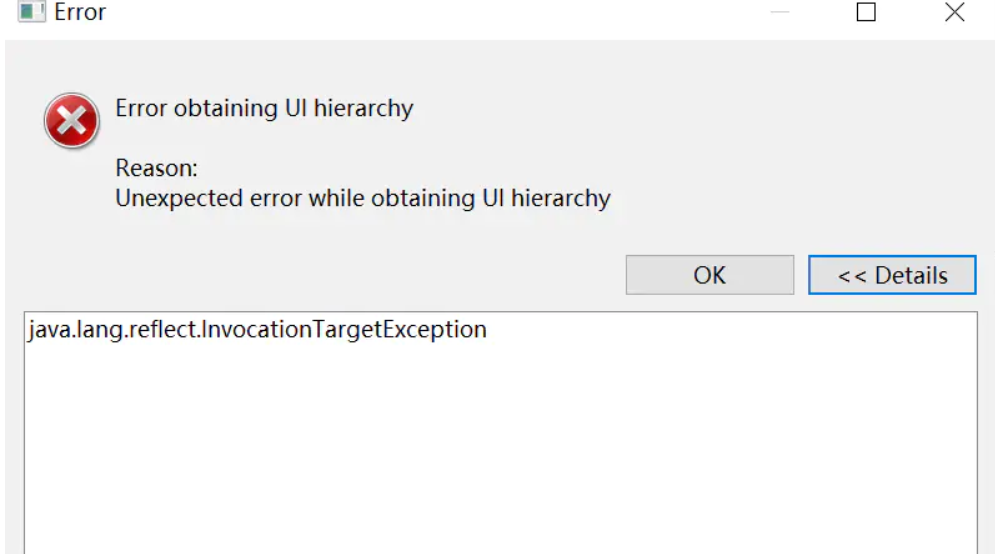 Error
Error obtaining UI hierarchy
Reason:
Unexpected error while obtaining UI hierarchy
OK
<< Details
java.lang.reflect.InvocationTargetException